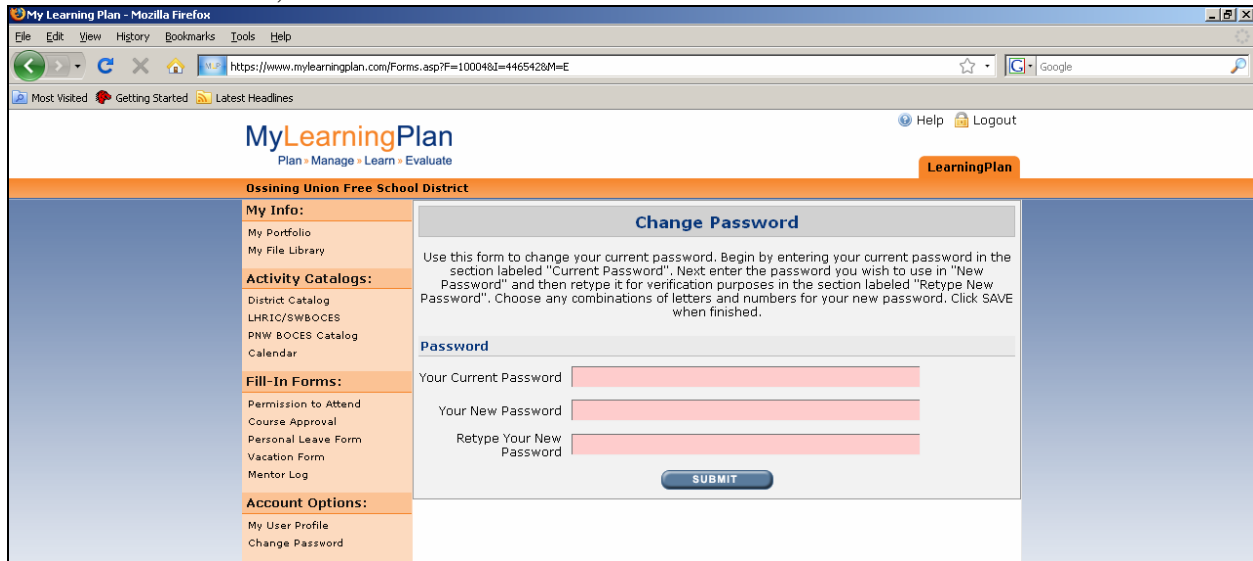 My Learning Plan - Mozilla Firefox
File Edit View History Bookmarks Tools Help
https://www.mylearningplan.com/Forms.asp?F=10004&I=446542&M=E
Google
Most Visited Getting Started Latest Headlines
Help Logout
MyLearningPlan
Plan » Manage » Learn » Evaluate
LearningPlan
Ossining Union Free School District
My Info:
My Portfolio
My File Library
Activity Catalogs:
District Catalog
LHRIC/SWBOCES
PNW BOCES Catalog
Calendar
Fill-In Forms:
Permission to Attend
Course Approval
Personal Leave Form
Vacation Form
Mentor Log
Account Options:
My User Profile
Change Password
Change Password
Use this form to change your current password. Begin by entering your current password in the
section labeled "Current Password". Next enter the password you wish to use in "New
Password" and then retype it for verification purposes in the section labeled "Retype New
Password". Choose any combinations of letters and numbers for your new password. Click SAVE
when finished.
Password
Your Current Password
Your New Password
Retype Your New
Password
SUBMIT